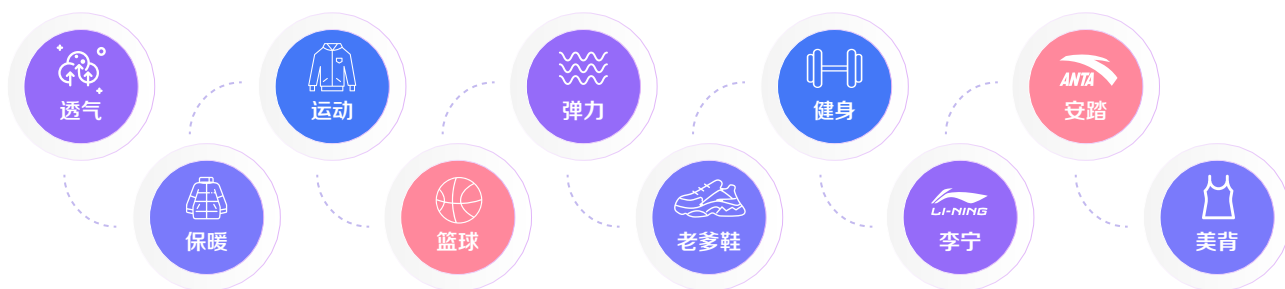 透气
保暖
运动
篮球
弹力
老爹鞋
健身
LI-NING
李宁
ANTA
安踏
美背